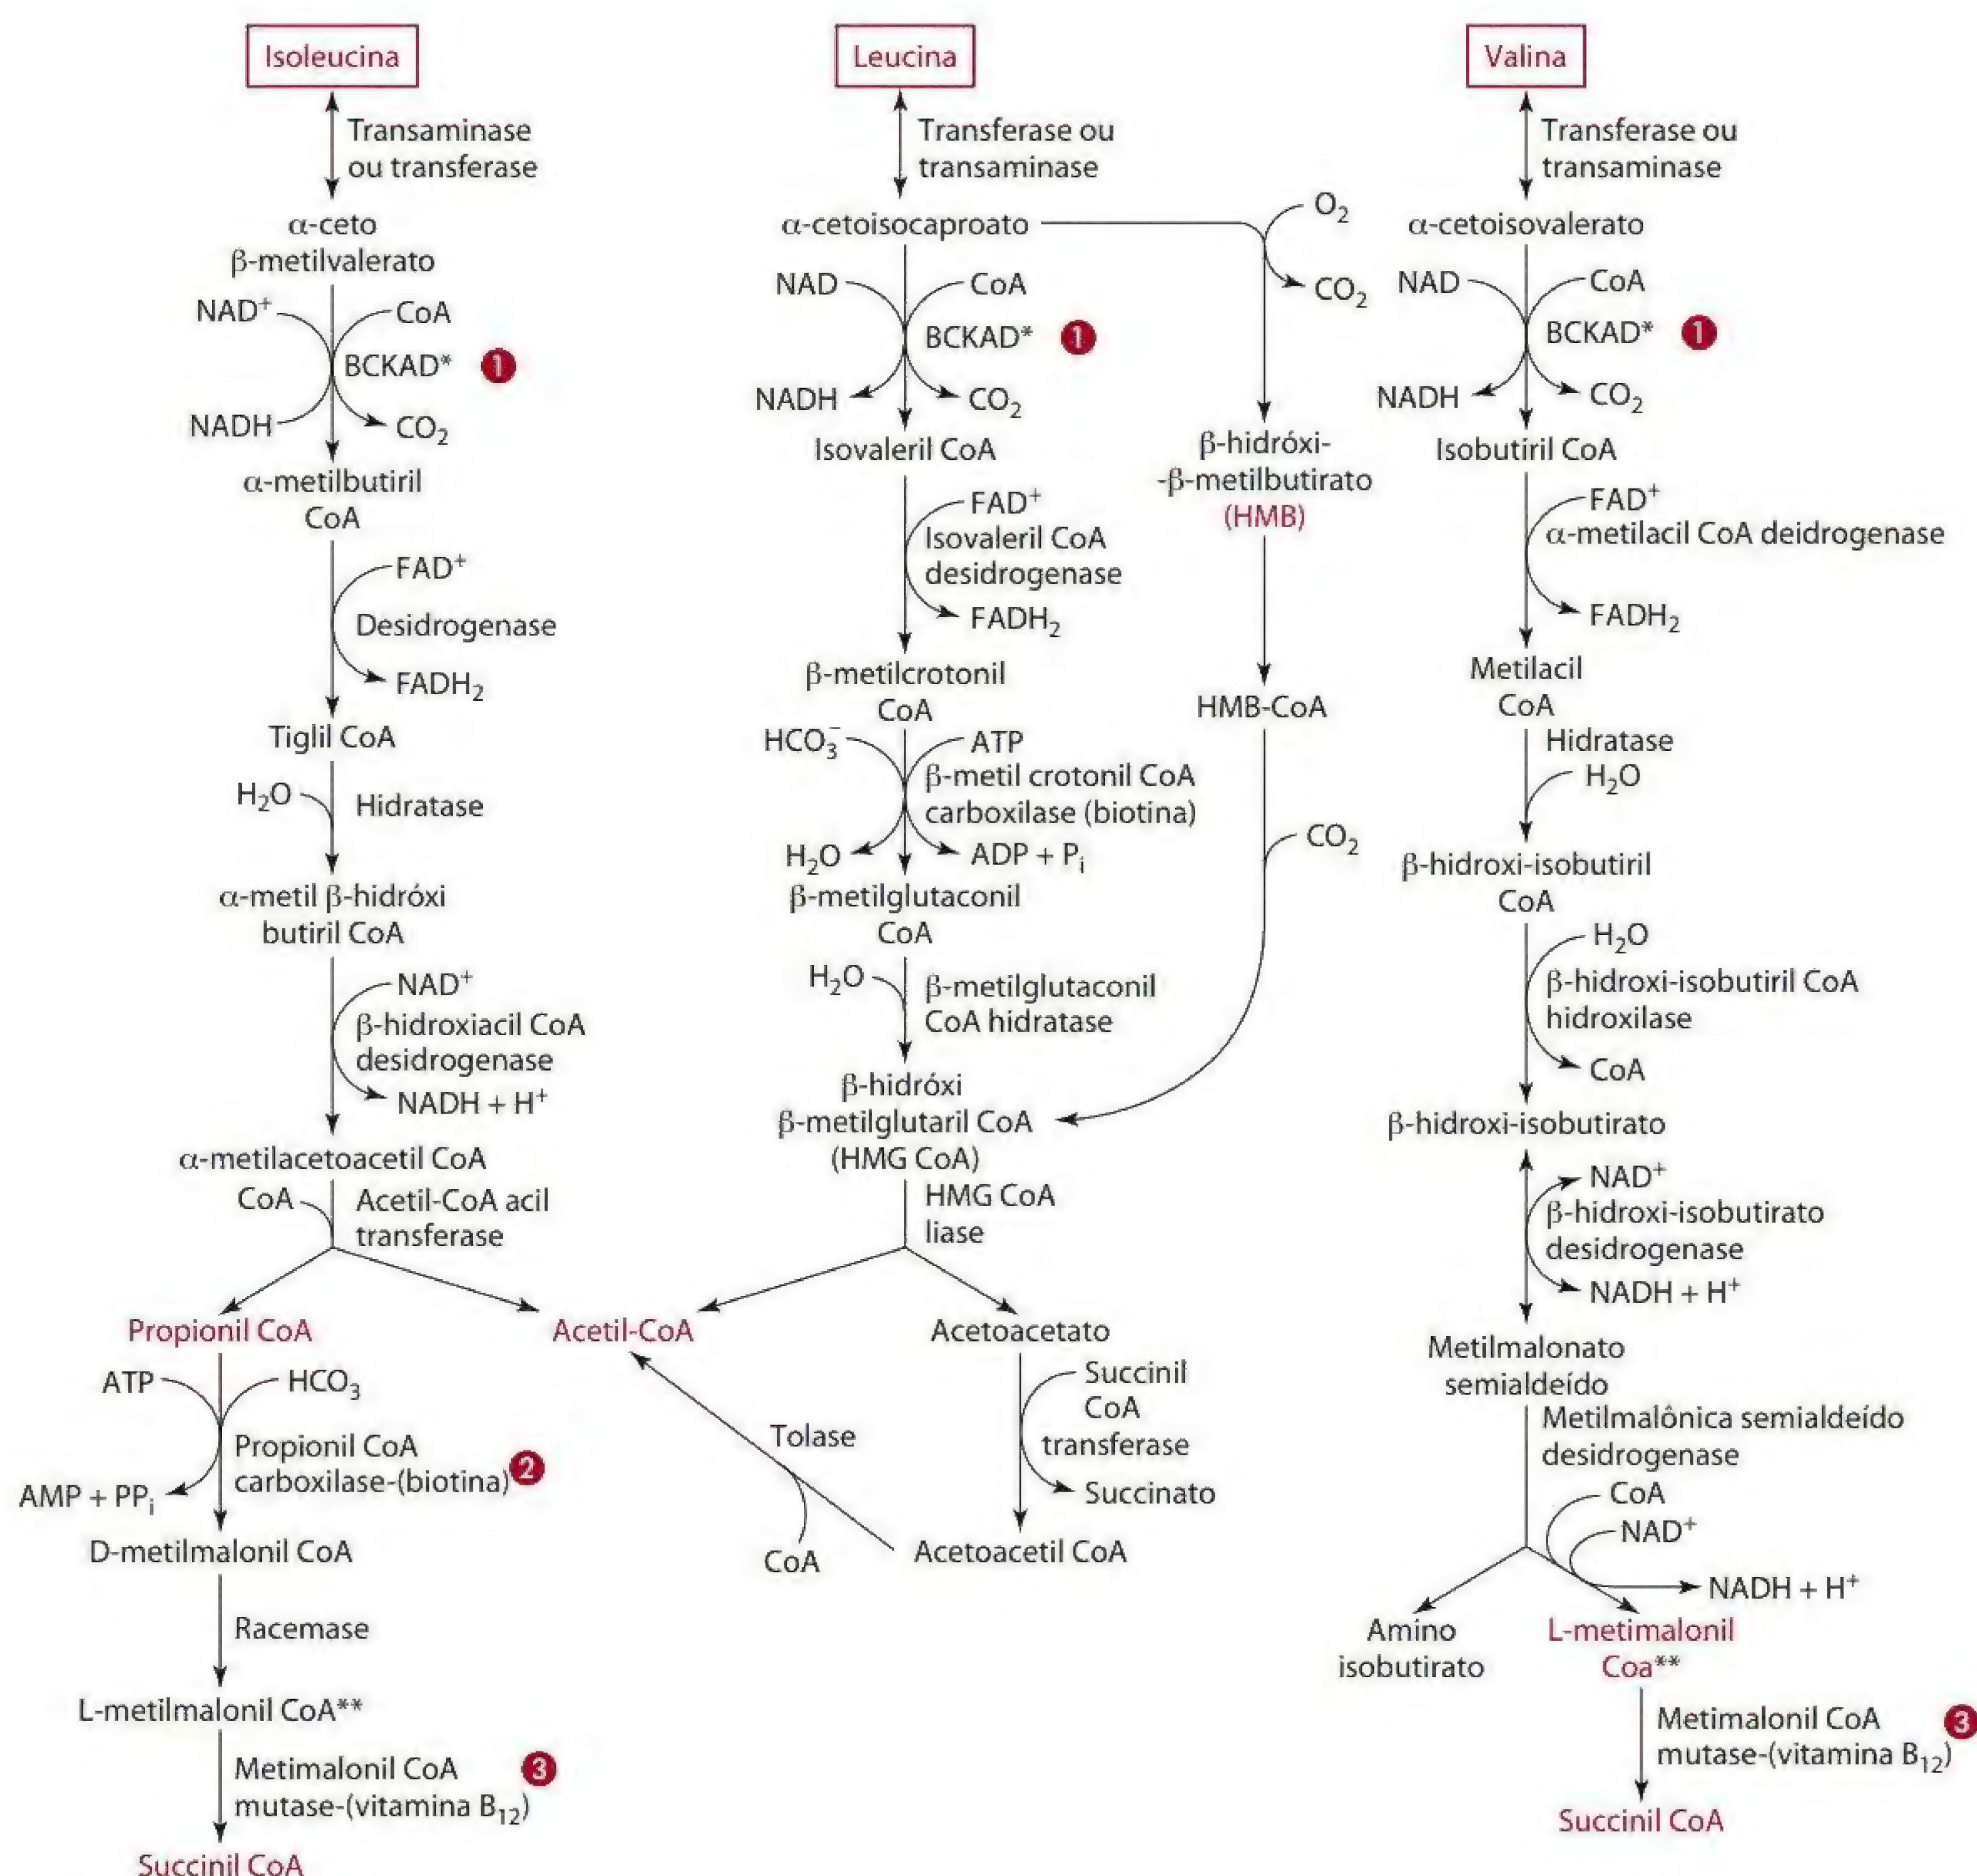 Isoleucina
Transaminase
ou transferase
α-ceto
β-metilvalerato
NAD⁺
CoA
BCKAD*
1
NADH
CO₂
α-metilbutiril
CoA
FAD⁺
Desidrogenase
FADH₂
Tiglil CoA
H₂O
Hidratase
α-metil β-hidróxi
butiril CoA
NAD⁺
β-hidroxiacil CoA
desidrogenase
NADH + H⁺
α-metilacetoacetil CoA
CoA
Acetil-CoA acil
transferase
Propionil CoA
Acetil-CoA
ATP
HCO₃
Propionil CoA
carboxilase-(biotina)
2
AMP + PPᵢ
D-metilmalonil CoA
Racemase
L-metilmalonil CoA**
Metimalonil CoA
mutase-(vitamina B₁₂)
3
Succinil CoA
Leucina
Transferase ou
transaminase
α-cetoisocaproato
NAD
CoA
BCKAD*
1
NADH
CO₂
Isovaleril CoA
FAD⁺
Isovaleril CoA
desidrogenase
FADH₂
β-metilcrotonil
CoA
HCO₃⁻
ATP
β-metil crotonil CoA
carboxilase (biotina)
H₂O
ADP + Pᵢ
β-metilglutaconil
CoA
H₂O
β-metilglutaconil
CoA hidratase
β-hidróxi
β-metilglutaril CoA
(HMG CoA)
HMG CoA
liase
Acetoacetato
Succinil
CoA
transferase
Succinato
Acetoacetil CoA
Tolase
CoA
O₂
CO₂
β-hidróxi-
-β-metilbutirato
(HMB)
HMB-CoA
CO₂
Valina
Transferase ou
transaminase
α-cetoisovalerato
NAD
CoA
BCKAD*
1
NADH
CO₂
Isobutiril CoA
FAD⁺
α-metilacil CoA deidrogenase
FADH₂
Metilacil
CoA
Hidratase
H₂O
β-hidroxi-isobutiril
CoA
H₂O
β-hidroxi-isobutiril CoA
hidroxilase
CoA
β-hidroxi-isobutirato
NAD⁺
β-hidroxi-isobutirato
desidrogenase
NADH + H⁺
Metilmalonato
semialdeído
Metilmalônica semialdeído
desidrogenase
CoA
NAD⁺
NADH + H⁺
Amino
isobutirato
L-metimalonil
Coa**
Metimalonil CoA
mutase-(vitamina B₁₂)
3
Succinil CoA